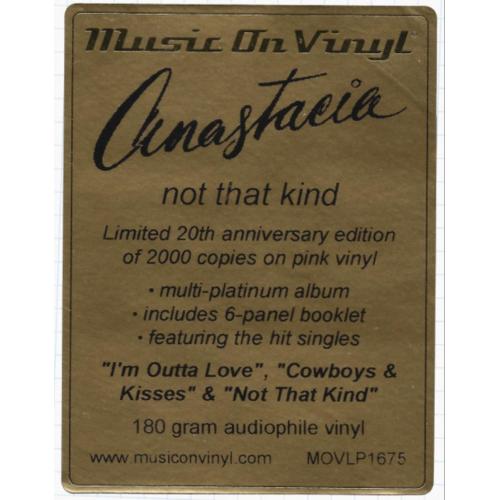 Music On Vinyl
Anastacia
not that kind
Limited 20th anniversary edition
of 2000 copies on pink vinyl
• multi-platinum album
• includes 6-panel booklet
• featuring the hit singles
"I'm Outta Love", "Cowboys &
Kisses" & "Not That Kind"
180 gram audiophile vinyl
www.musiconvinyl.com MOVLP1675